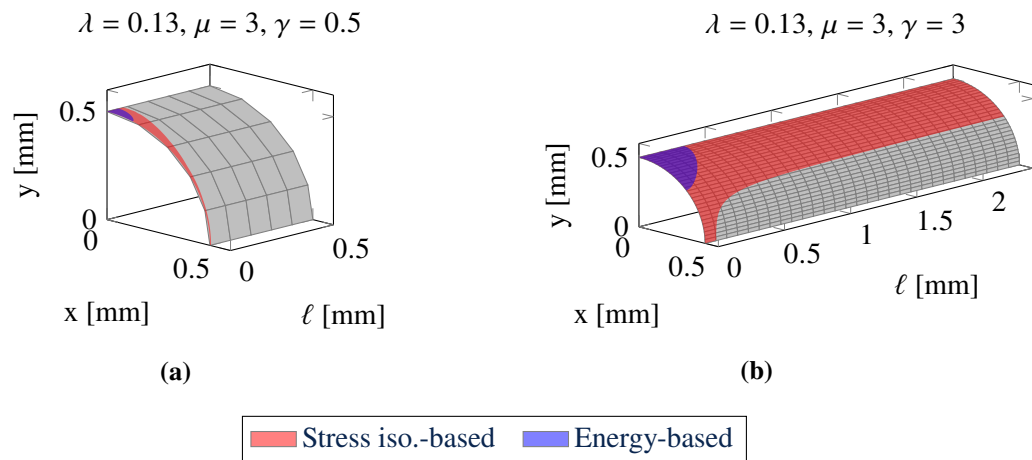 λ = 0.13, μ = 3, γ = 0.5
0.5
y [mm]
0
0
0.5
x [mm]
0
0.5
ℓ [mm]
(a)
λ = 0.13, μ = 3, γ = 3
0.5
y [mm]
0
0
0.5
x [mm]
0
0.5
1
1.5
2
ℓ [mm]
(b)
Stress iso.-based
Energy-based